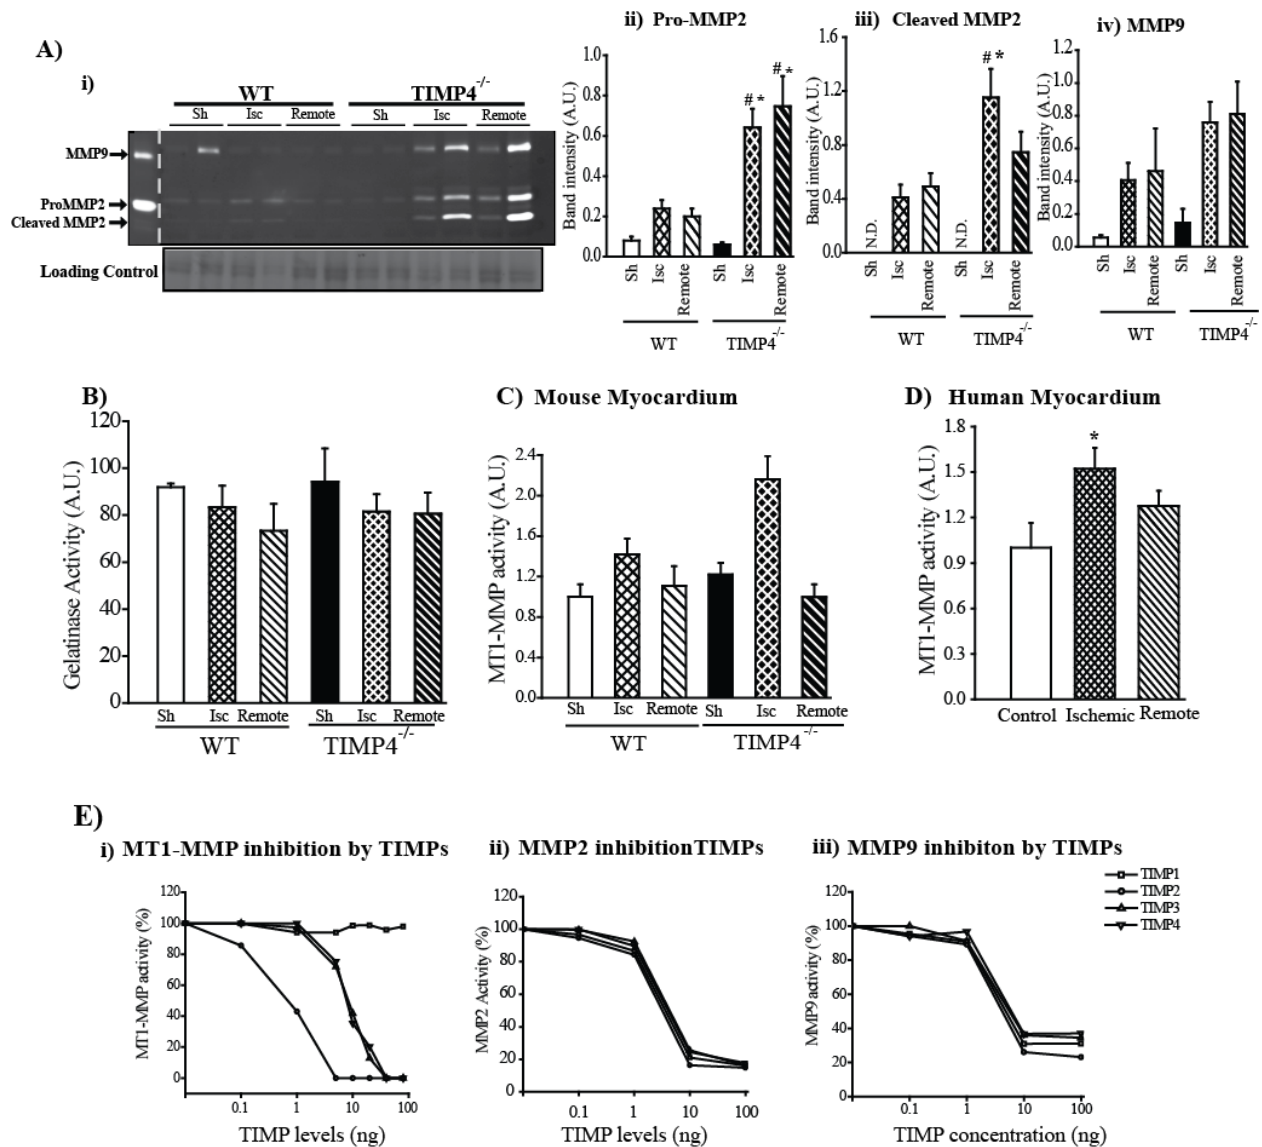 A)
i)
WT TIMP4-/-
Sh Isc Remote Sh Isc Remote
MMP9
ProMMP2
Cleaved MMP2
Loading Control
ii) Pro-MMP2
Band intensity (A.U.)
1.0
0.8
0.6
0.4
0.2
0.0
# * # *
Sh Isc Remote Sh Isc Remote
WT TIMP4-/-
iii) Cleaved MMP2
Band intensity (A.U.)
1.6
1.2
0.8
0.4
0.0
# *
N.D. N.D.
Sh Isc Remote Sh Isc Remote
WT TIMP4-/-
iv) MMP9
Band intensity (A.U.)
1.2
1.0
0.8
0.6
0.4
0.2
0.0
Sh Isc Remote Sh Isc Remote
WT TIMP4-/-
B)
Gelatinase Activity (A.U.)
120
100
80
60
40
20
0
Sh Isc Remote Sh Isc Remote
WT TIMP4-/-
C) Mouse Myocardium
MT1-MMP activity (A.U.)
2.4
2.0
1.6
1.2
0.8
0.4
0.0
Sh Isc Remote Sh Isc Remote
WT TIMP4-/-
D) Human Myocardium
MT1-MMP activity (A.U.)
1.8
1.5
1.2
0.9
0.6
0.3
0.0
*
Control Ischemic Remote
E)
i) MT1-MMP inhibition by TIMPs
MT1-MMP activity (%)
120
100
80
60
40
20
0
0.1 1 10 100
TIMP levels (ng)
ii) MMP2 inhibitionTIMPs
MMP2 Activity (%)
120
100
80
60
40
20
0
0.1 1 10 100
TIMP levels (ng)
iii) MMP9 inhibiton by TIMPs
MMP9 activity (%)
120
100
80
60
40
20
0
0.1 1 10 100
TIMP concentration (ng)
TIMP1
TIMP2
TIMP3
TIMP4